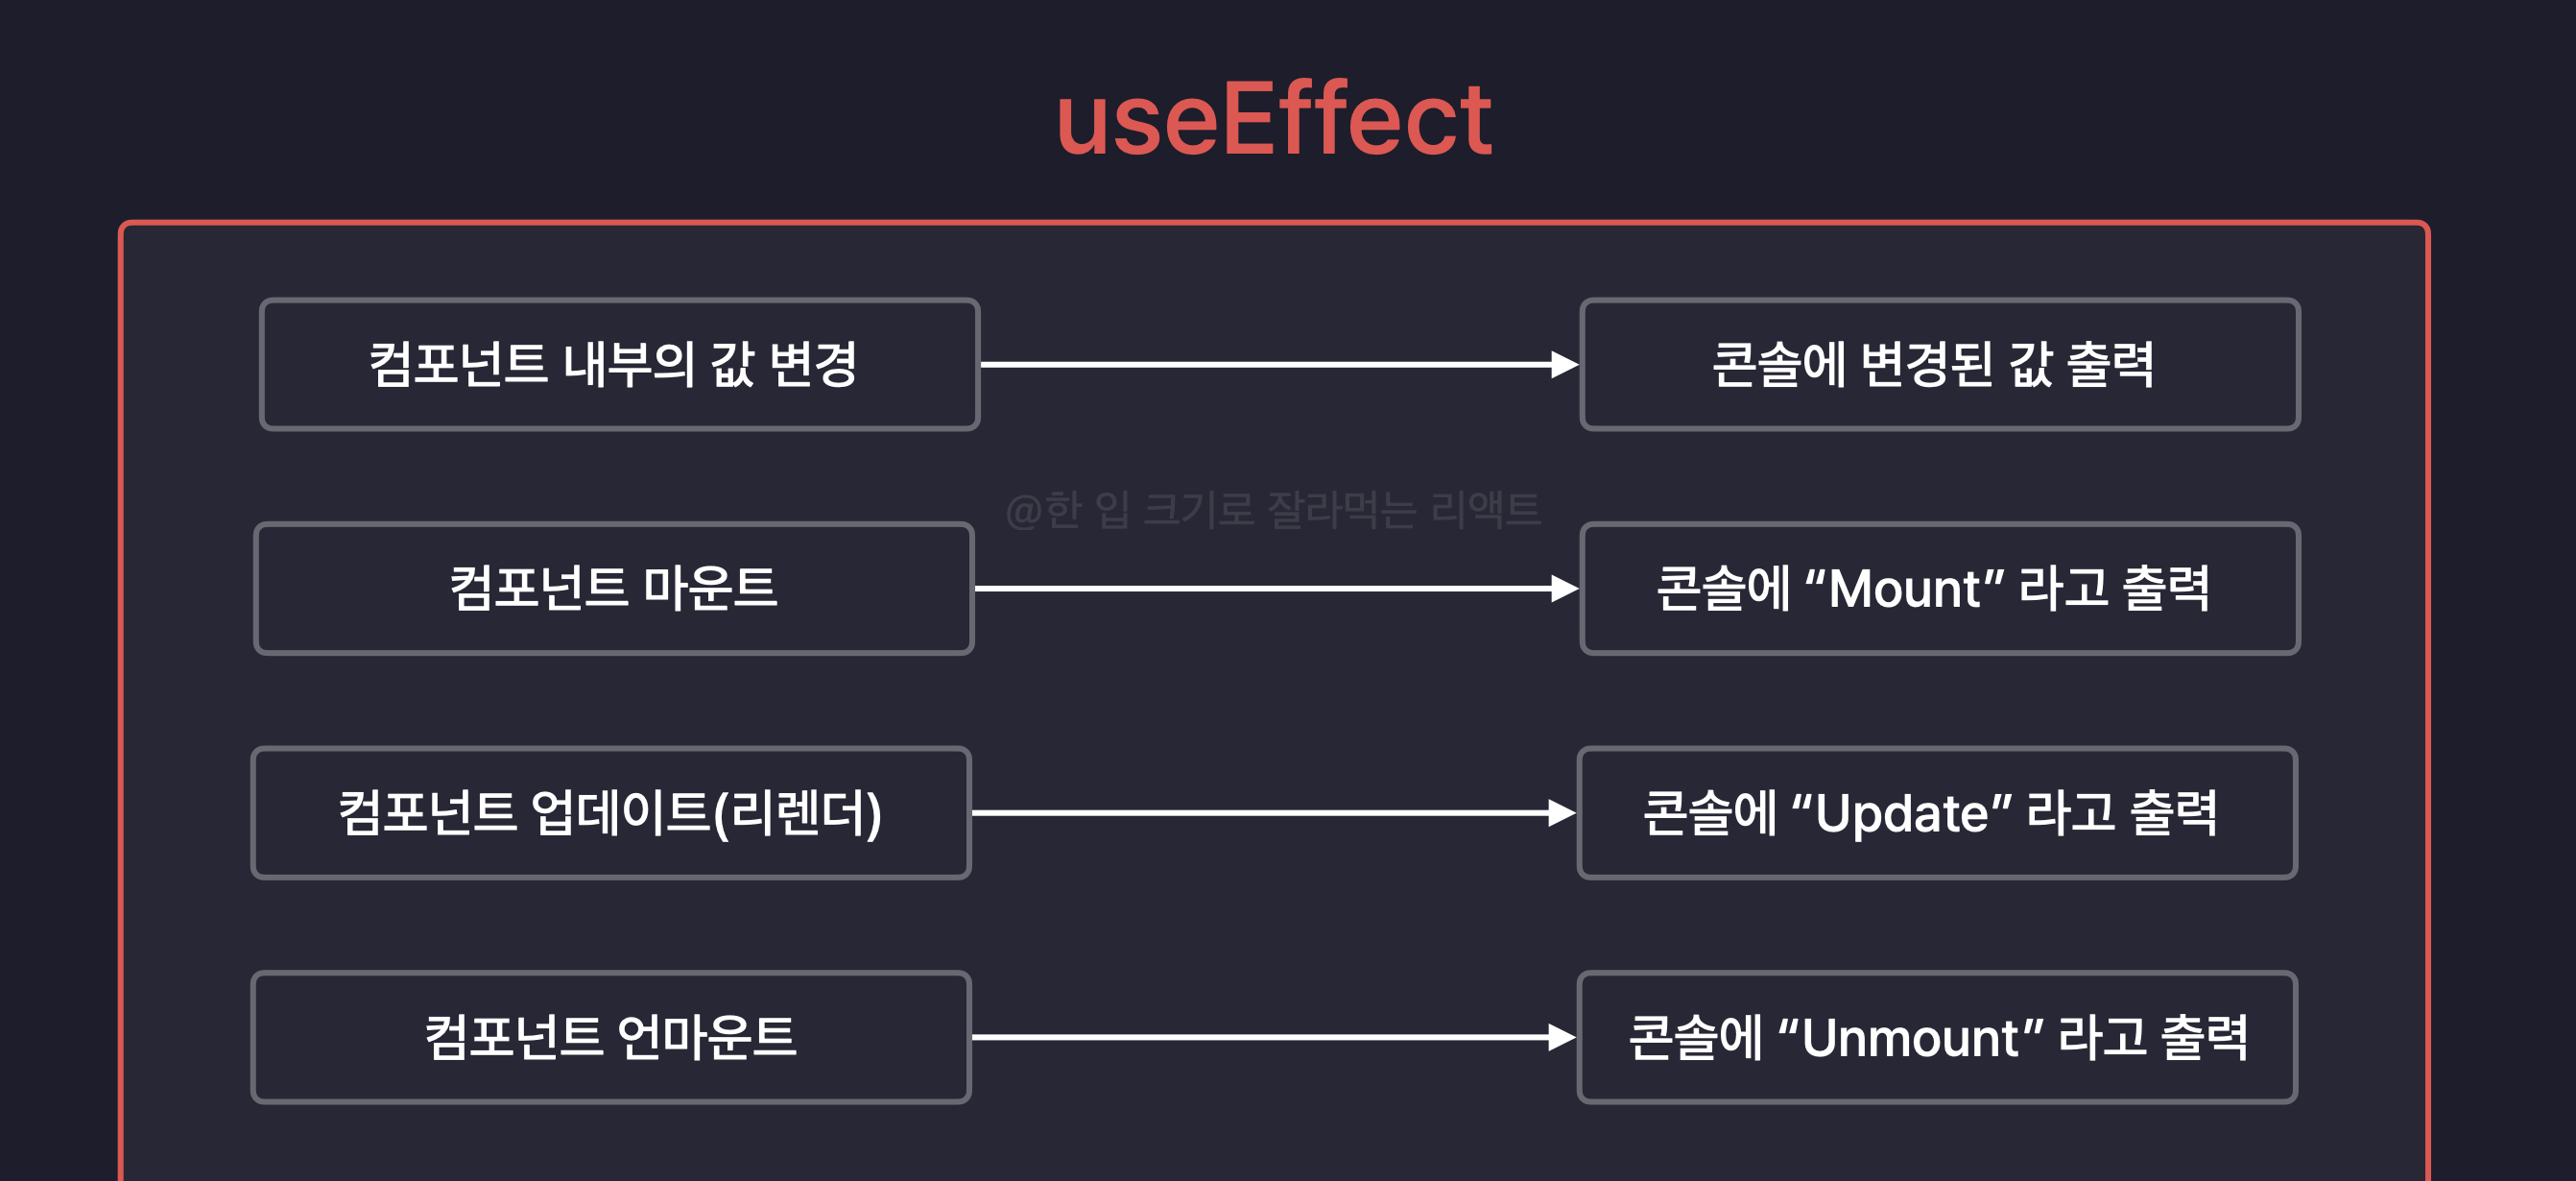 useEffect
컴포넌트 내부의 값 변경
콘솔에 변경된 값 출력
@한 입 크기로 잘라먹는 리액트
컴포넌트 마운트
콘솔에 “Mount” 라고 출력
컴포넌트 업데이트(리렌더)
콘솔에 “Update” 라고 출력
컴포넌트 언마운트
콘솔에 “Unmount” 라고 출력